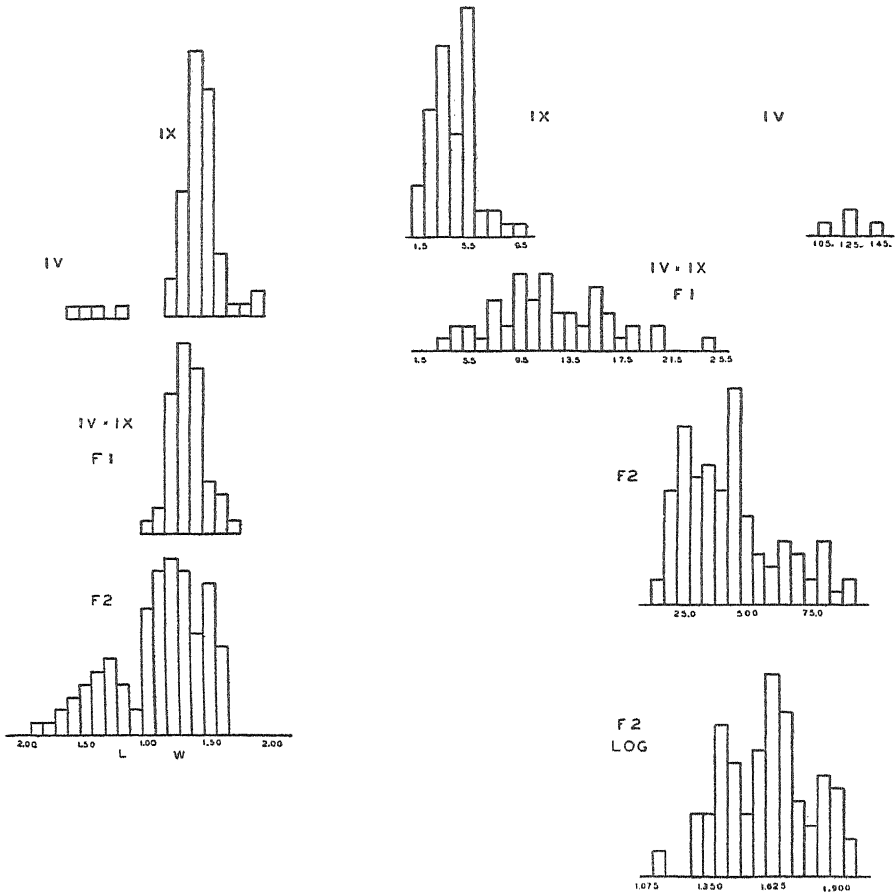 IX
IV
IV × IX
F1
F2
2.00 1.50 1.00 1.50 2.00
L W
IX
IV
1.5 5.5 9.5
105. 125. 145.
IV × IX
F1
1.5 5.5 9.5 13.5 17.5 21.5 25.5
F2
25.0 50.0 75.0
F2
LOG
1.075 1.350 1.625 1.900